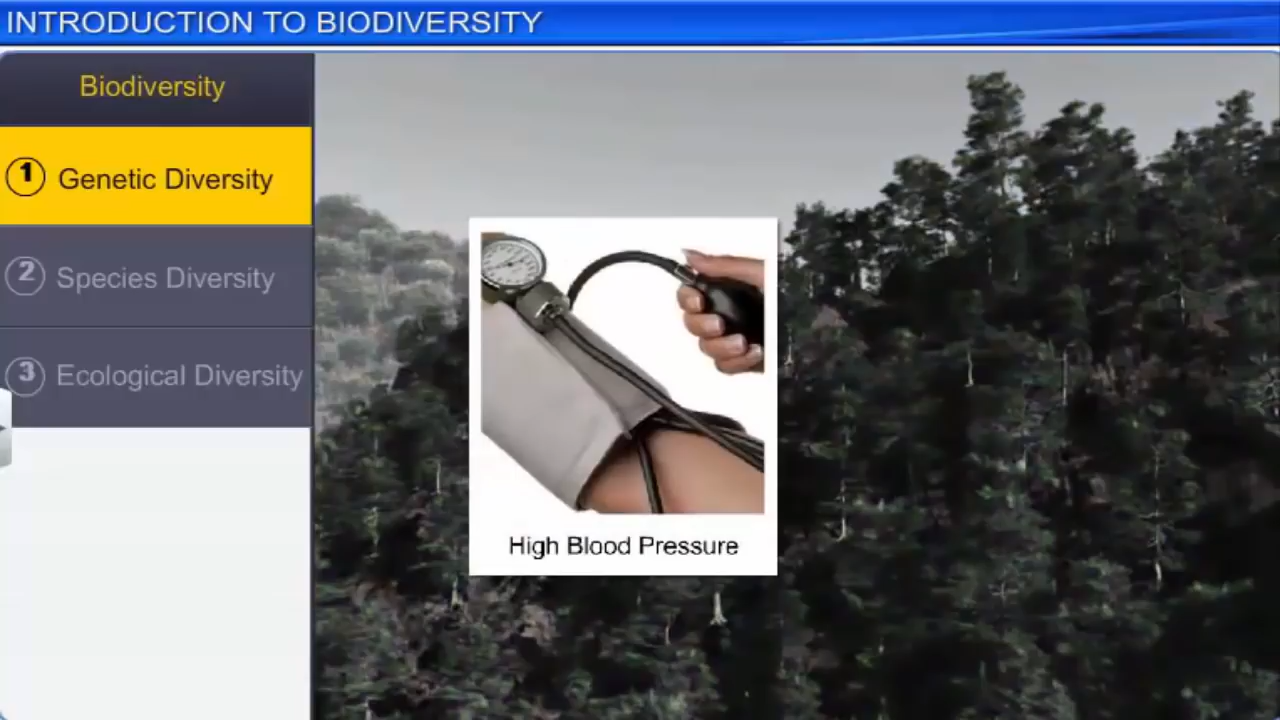 INTRODUCTION TO BIODIVERSITY
Biodiversity
1 Genetic Diversity
2 Species Diversity
3 Ecological Diversity
High Blood Pressure